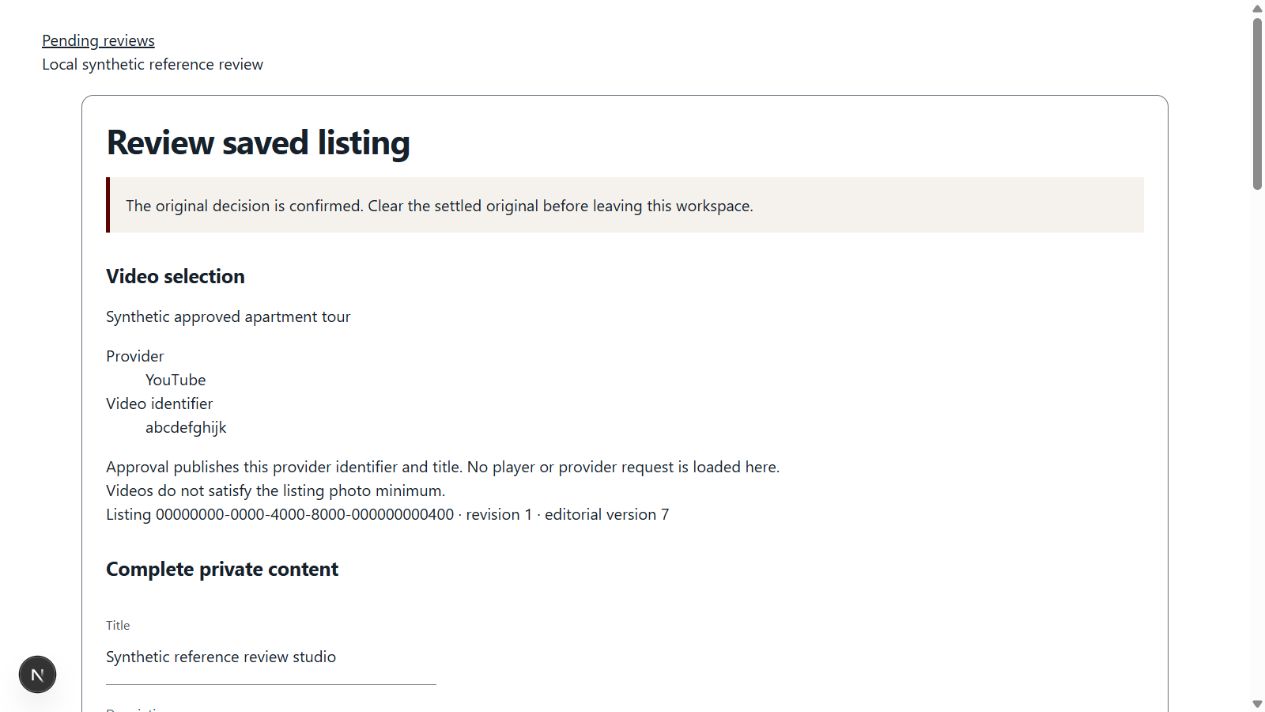 Pending reviews
Local synthetic reference review
Review saved listing
The original decision is confirmed. Clear the settled original before leaving this workspace.
Video selection
Synthetic approved apartment tour
Provider
YouTube
Video identifier
abcdefghijk
Approval publishes this provider identifier and title. No player or provider request is loaded here.
Videos do not satisfy the listing photo minimum.
Listing 00000000-0000-4000-8000-000000000400 · revision 1 · editorial version 7
Complete private content
Title
Synthetic reference review studio
N